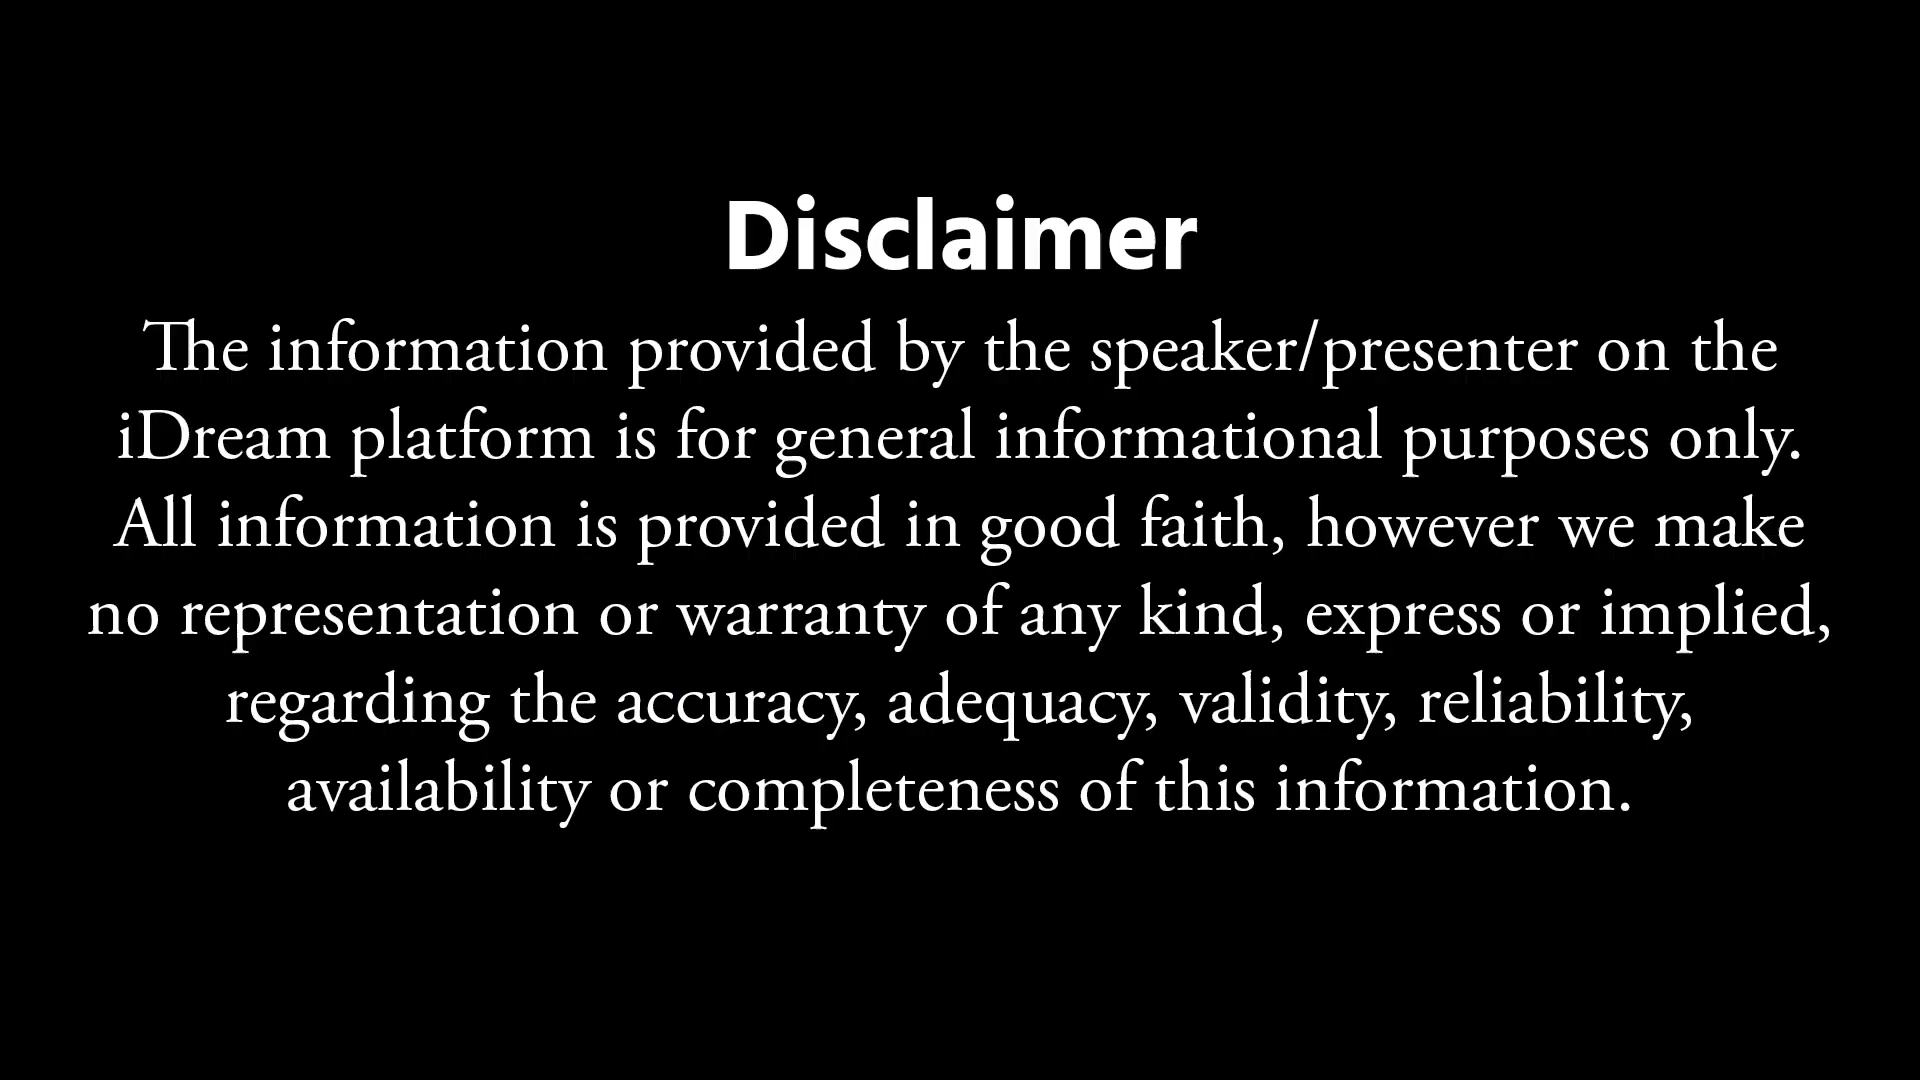 Disclaimer
The information provided by the speaker/presenter on the
iDream platform is for general informational purposes only.
All information is provided in good faith, however we make
no representation or warranty of any kind, express or implied,
regarding the accuracy, adequacy, validity, reliability,
availability or completeness of this information.